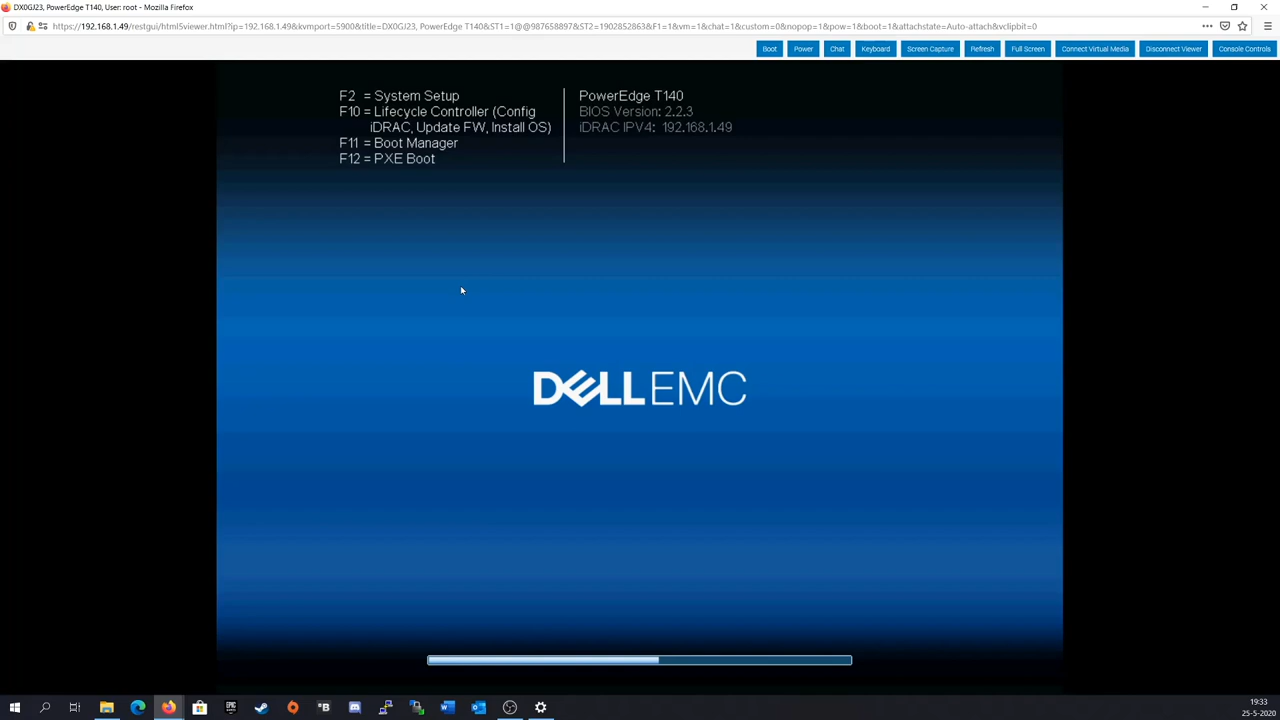 DX0GJ23, PowerEdge T140, User: root - Mozilla Firefox
https://192.168.1.49/restgui/html5viewer.html?ip=192.168.1.49&kvmport=5900&title=DX0GJ23, PowerEdge T140&ST1=1@@987658897&ST2=1902852863&F1=1&vm=1&chat=1&custom=0&nopop=1&pow=1&boot=1&attachstate=Auto-attach&vclipbit=0
Boot
Power
Chat
Keyboard
Screen Capture
Refresh
Full Screen
Connect Virtual Media
Disconnect Viewer
Console Controls
F2 = System Setup
F10 = Lifecycle Controller (Config
iDRAC, Update FW, Install OS)
F11 = Boot Manager
F12 = PXE Boot
PowerEdge T140
BIOS Version: 2.2.3
iDRAC IPV4: 192.168.1.49
DELLEMC
19:33
25-5-2020